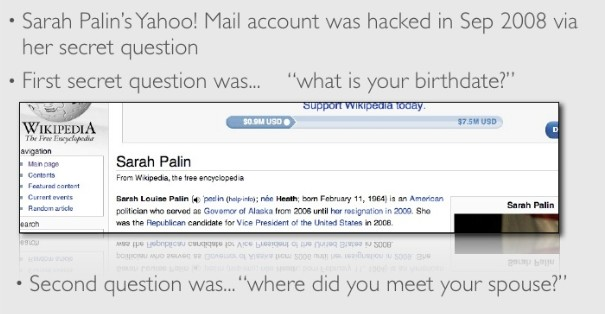 • Sarah Palin's Yahoo! Mail account was hacked in Sep 2008 via
her secret question
• First secret question was... "what is your birthdate?"
Support Wikipedia today.
$0.9M USD $7.5M USD
WIKIPEDIA
The Free Encyclopedia
avigation
Main page
Contents
Featured content
Current events
Random article
earch
Sarah Palin
From Wikipedia, the free encyclopedia
Sarah Louise Palin (help·info); née Heath; born February 11, 1964) is an American
politician who served as Governor of Alaska from 2006 until her resignation in 2009. She
was the Republican candidate for Vice President of the United States in 2008.
Sarah Palin
• Second question was... "where did you meet your spouse?"